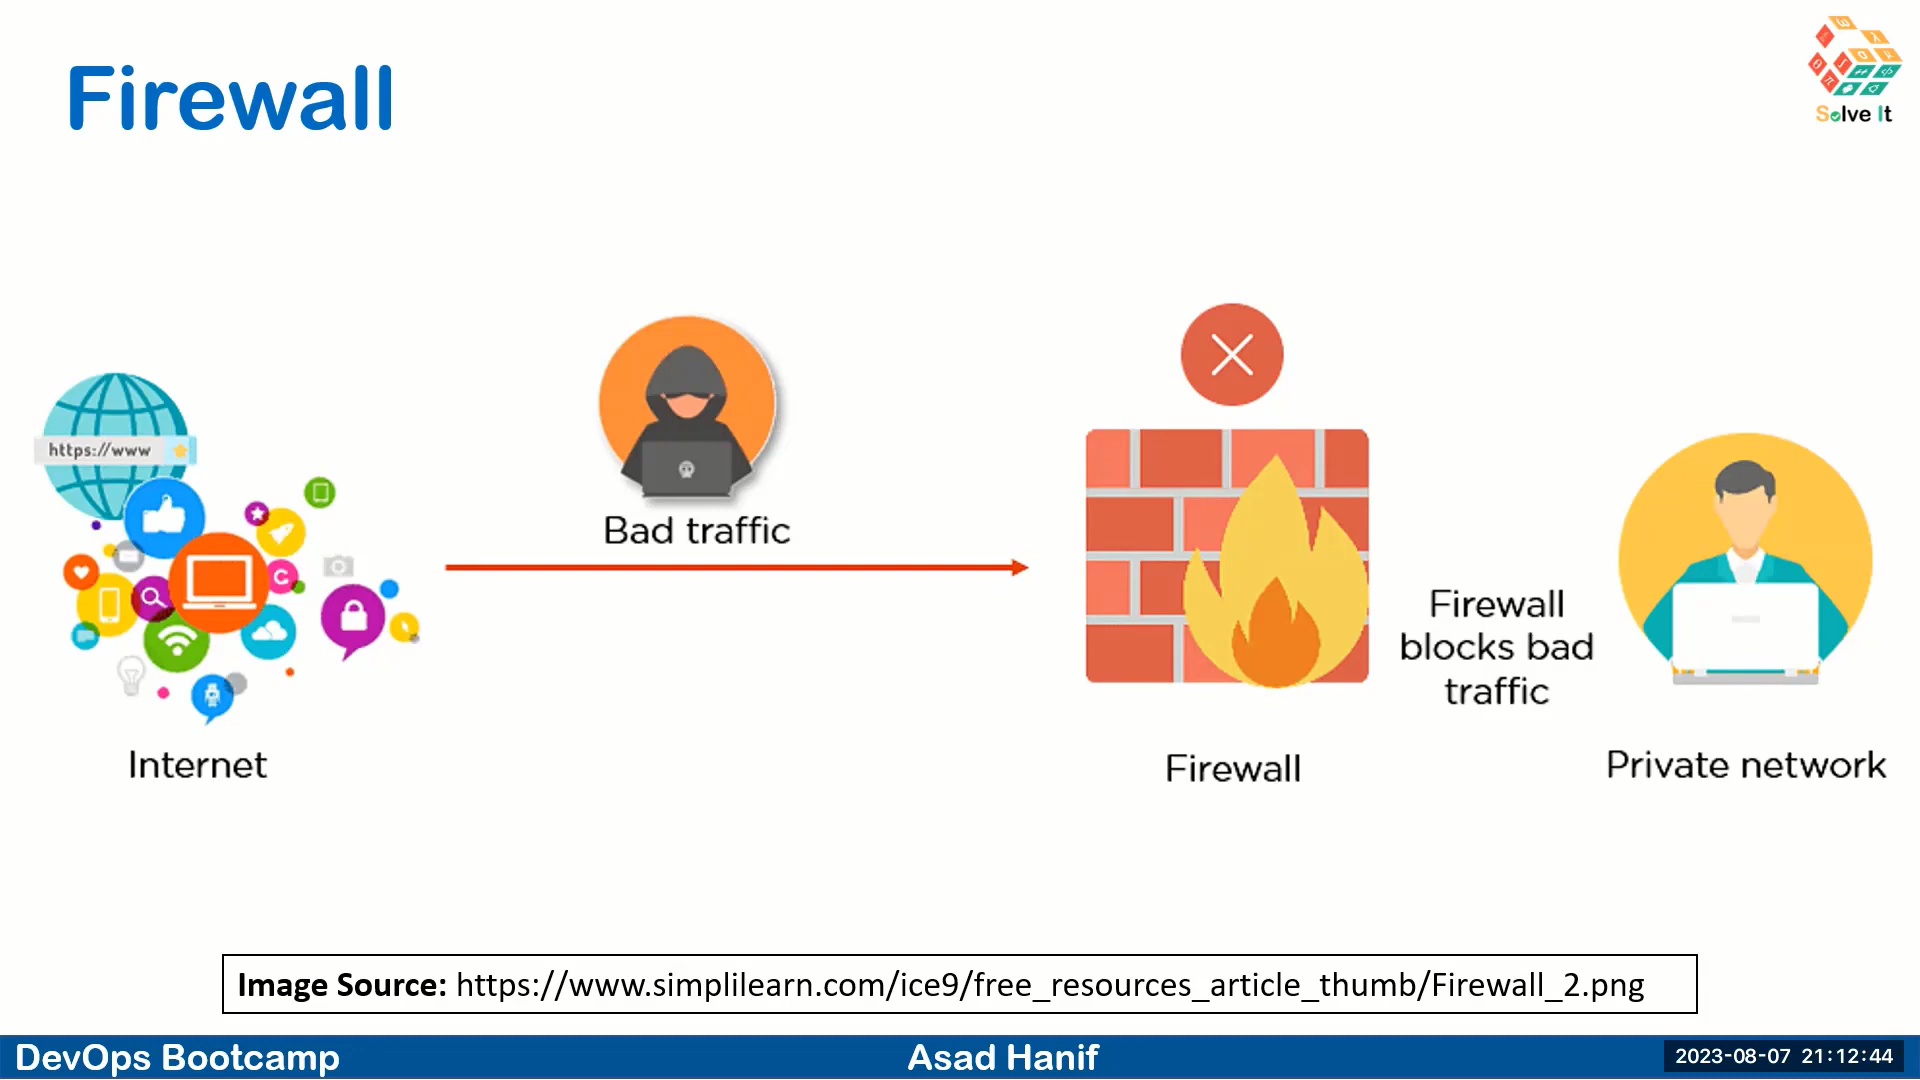 Firewall
Solve It
https://www
Bad traffic
Firewall
blocks bad
traffic
Internet
Firewall
Private network
Image Source: https://www.simplilearn.com/ice9/free_resources_article_thumb/Firewall_2.png
DevOps Bootcamp
Asad Hanif
2023-08-07 21:12:44